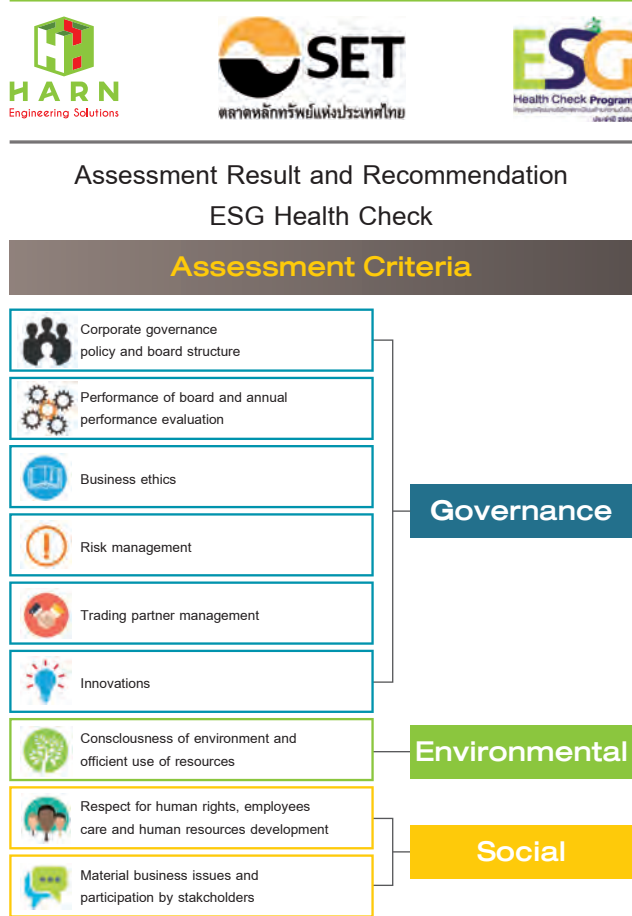 HARN
Engineering Solutions
SET
ตลาดหลักทรัพย์แห่งประเทศไทย
ESG
Health Check Program
Assessment Result and Recommendation
ESG Health Check
Assessment Criteria
Corporate governance
policy and board structure
Performance of board and annual
performance evaluation
Business ethics
Risk management
Trading partner management
Innovations
Governance
Consclousness of environment and
officient use of resources
Environmental
Respect for human rights, employees
care and human resources development
Material business issues and
participation by stakeholders
Social